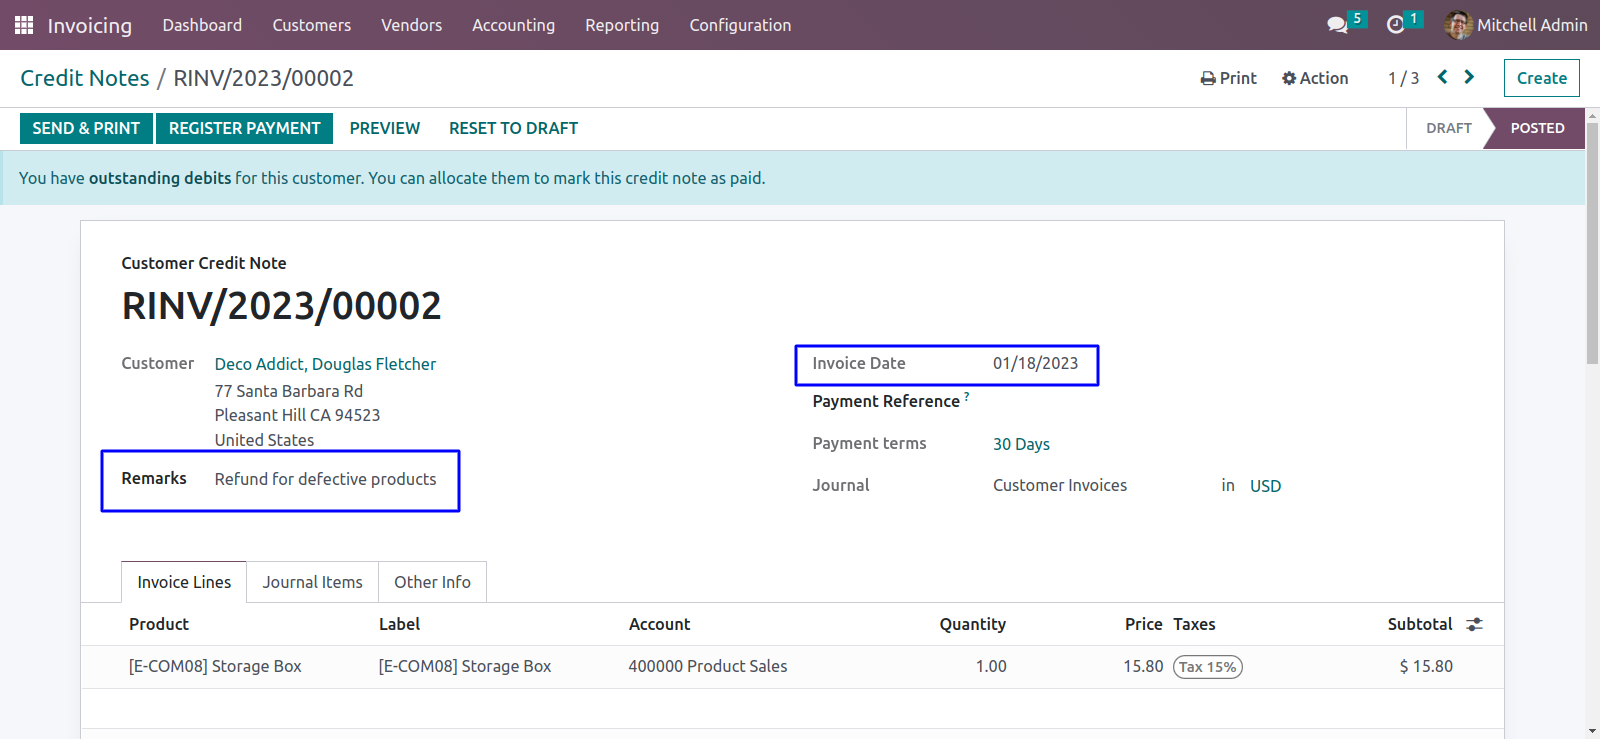 Invoicing Dashboard Customers Vendors Accounting Reporting Configuration 5 1 Mitchell Admin
Credit Notes / RINV/2023/00002 Print Action 1 / 3 Create
SEND & PRINT REGISTER PAYMENT PREVIEW RESET TO DRAFT DRAFT POSTED
You have outstanding debits for this customer. You can allocate them to mark this credit note as paid.
Customer Credit Note
RINV/2023/00002
Customer Deco Addict, Douglas Fletcher
77 Santa Barbara Rd
Pleasant Hill CA 94523
United States
Remarks Refund for defective products
Invoice Date 01/18/2023
Payment Reference ?
Payment terms 30 Days
Journal Customer Invoices in USD
Invoice Lines Journal Items Other Info
Product Label Account Quantity Price Taxes Subtotal
[E-COM08] Storage Box [E-COM08] Storage Box 400000 Product Sales 1.00 15.80 Tax 15% $ 15.80